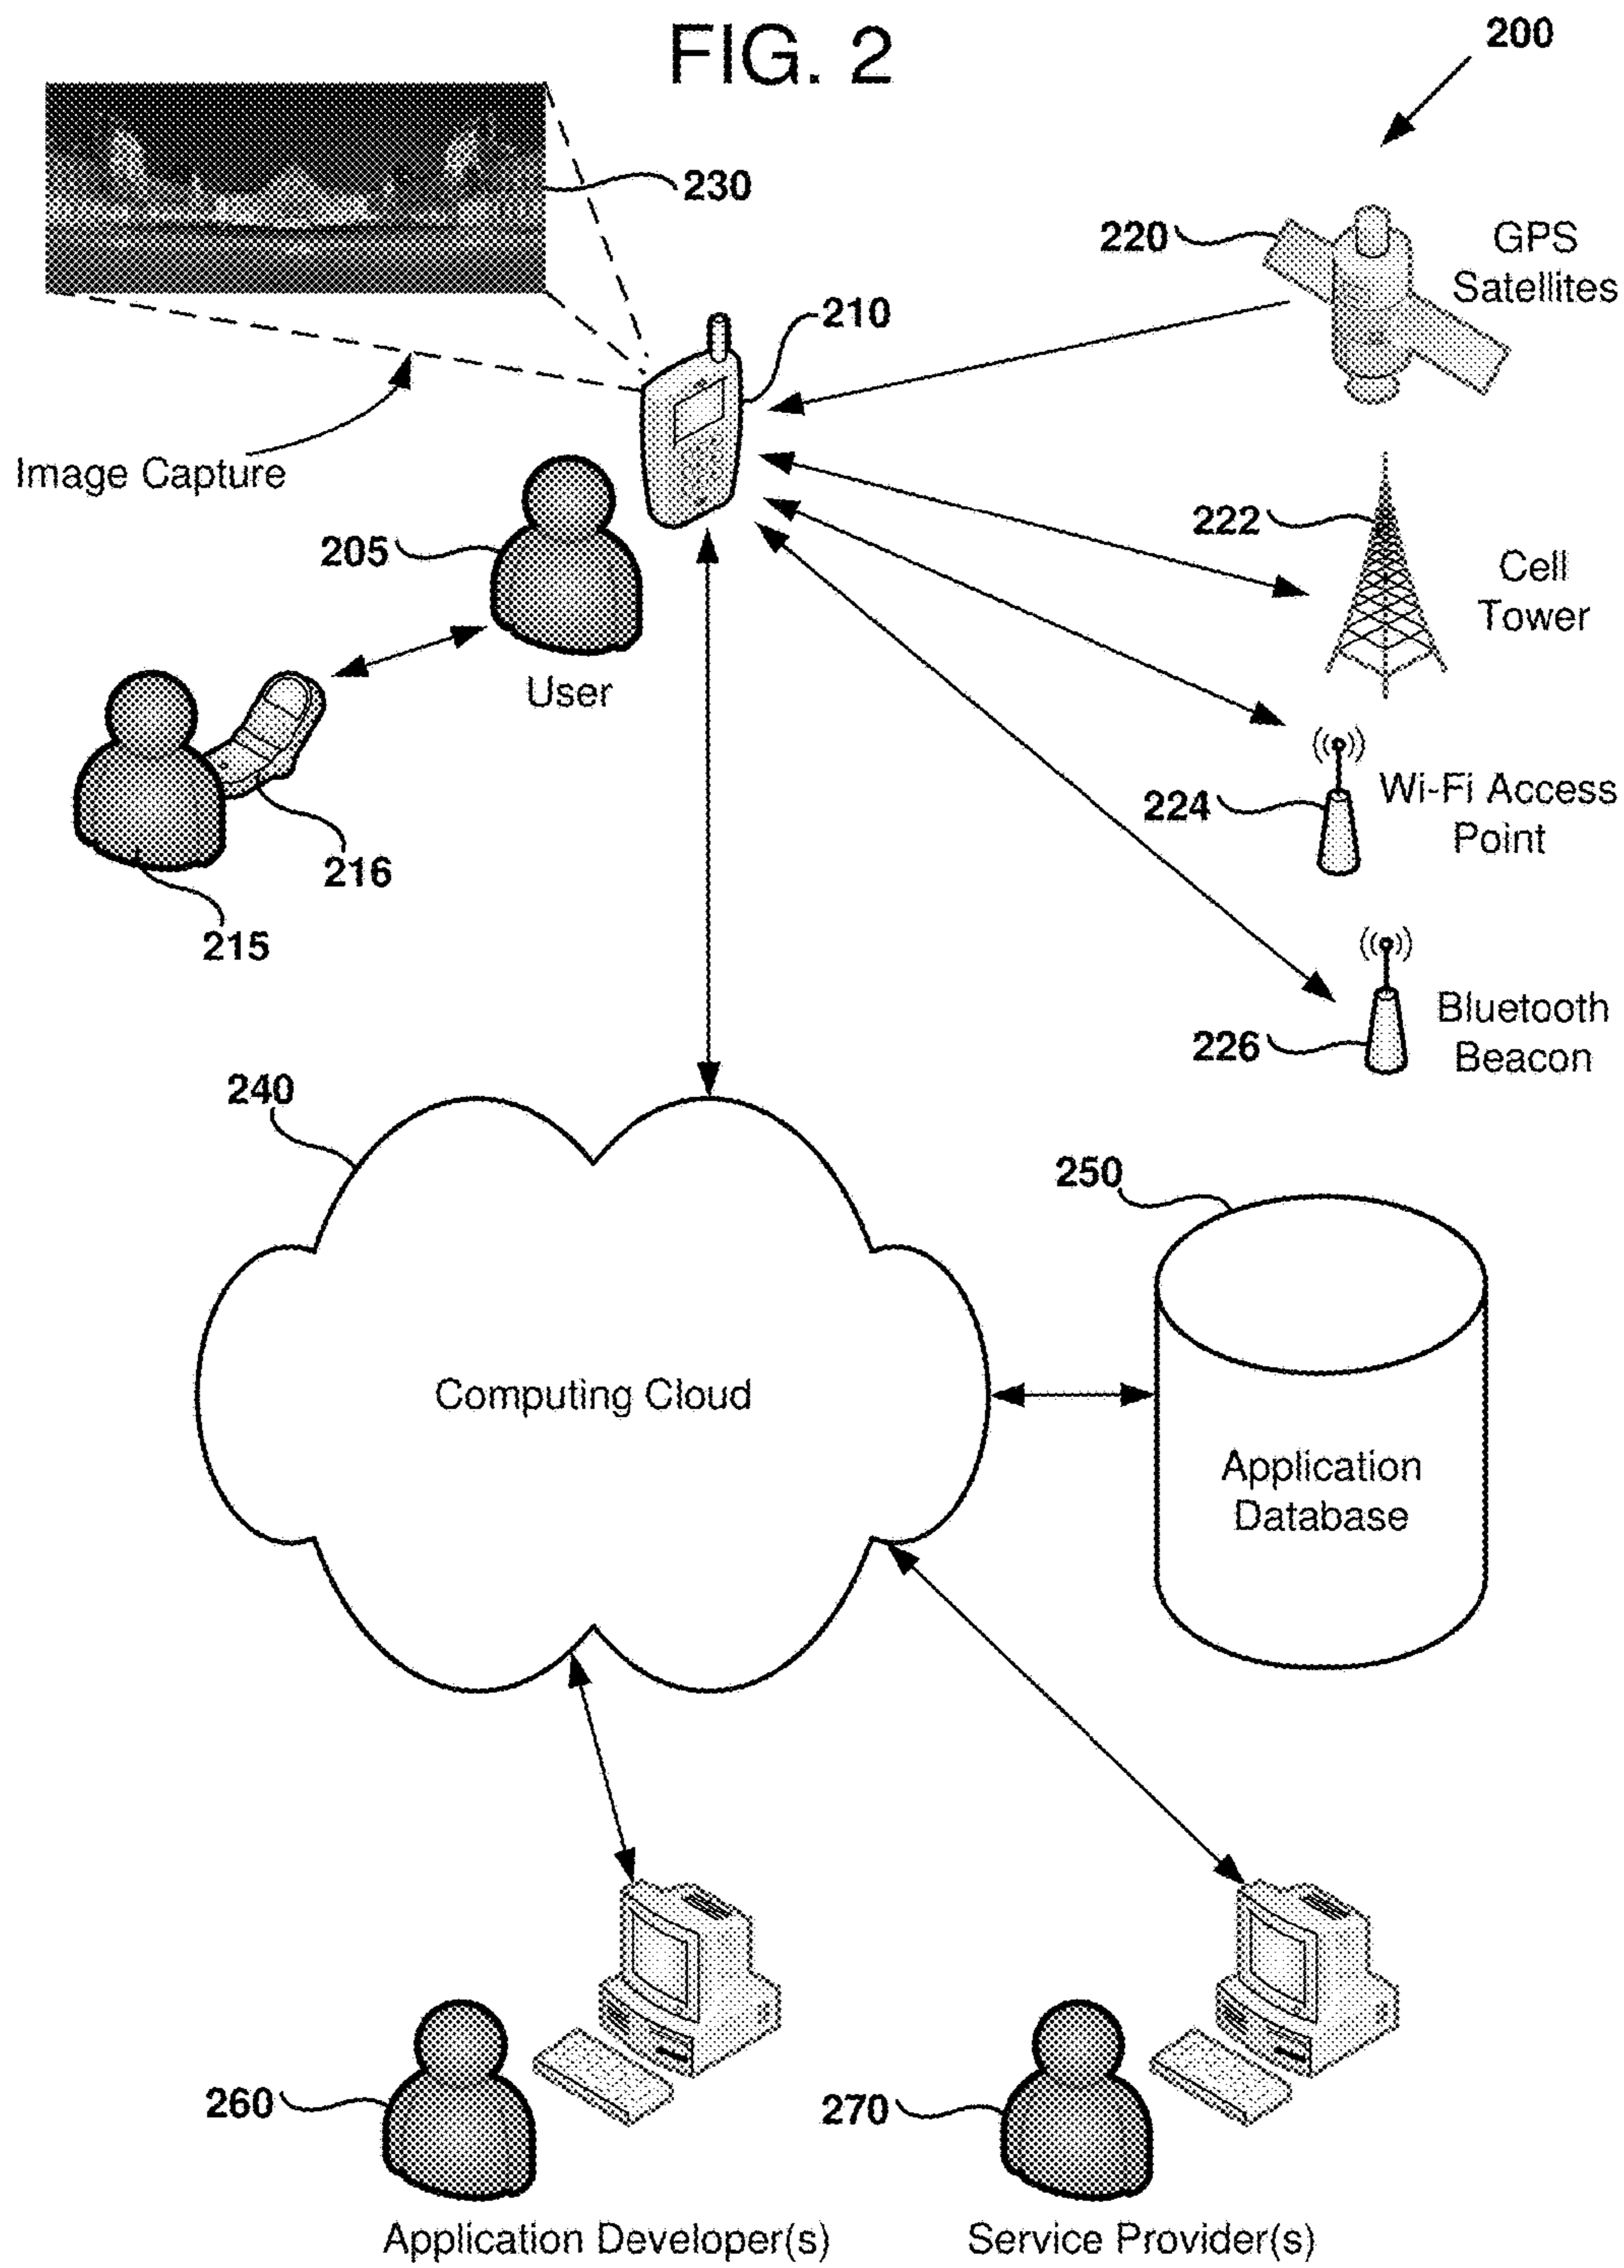 FIG. 2
200
230
220
GPS
Satellites
210
Image Capture
222
205
Cell
Tower
User
Wi-Fi Access
Point
224
216
215
Bluetooth
Beacon
226
240
250
Computing Cloud
Application
Database
260
270
Application Developer(s)
Service Provider(s)